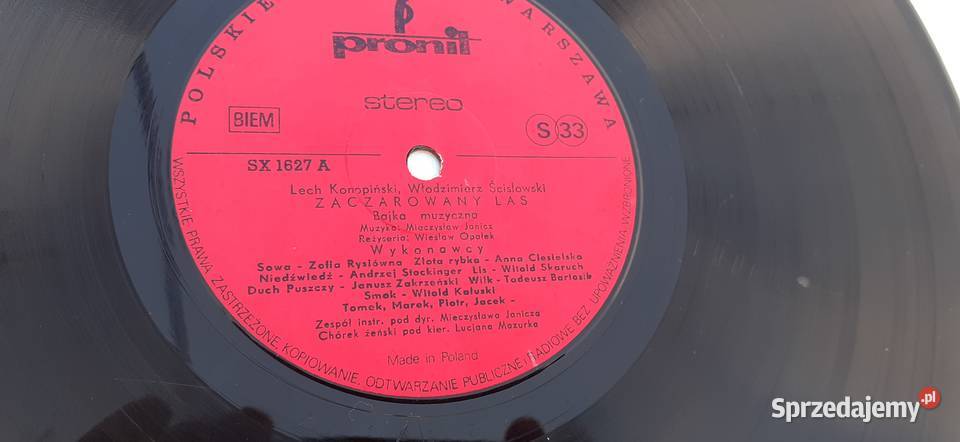 POLSKIE WARSZAWA
pronit
stereo
BIEM
S 33
SX 1627 A
Lech Konopiński, Włodzimierz Ścisłowski
ZACZAROWANY LAS
Bajka muzyczna
Muzyka: Mieczysław Janicz
Reżyseria: Wiesław Opałek
Wykonawcy
Sowa - Zofia Rysiówna Złota rybka - Anna Ciesielska
Niedźwiedź - Andrzej Stockinger Lis - Witold Skaruch
Duch Puszczy - Janusz Zakrzeński Wilk - Tadeusz Bartosik
Smok - Witold Kałuski
Tomek, Marek, Piotr, Jacek -
Zespół instr. pod dyr. Mieczysława Janicza
Chórek żeński pod kier. Lucjana Mazurka
Made in Poland
WSZYSTKIE PRAWA ZASTRZEŻONE, KOPIOWANIE, ODTWARZANIE PUBLICZNE I RADIOWE BEZ UPOWAŻNIENIA WZBRONIONE
Sprzedajemy.pl